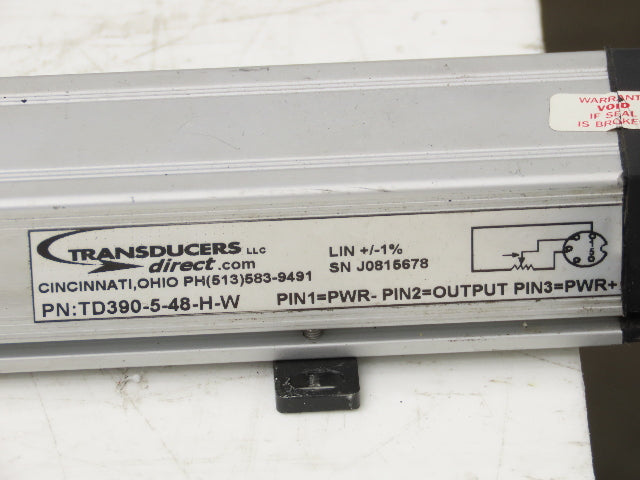 WARRANT
VOID
IF SEAL
IS BROKE
TRANSDUCERS LLC
direct.com
CINCINNATI,OHIO PH(513)583-9491
PN:TD390-5-48-H-W
LIN +/-1%
SN J0815678
PIN1=PWR- PIN2=OUTPUT PIN3=PWR+